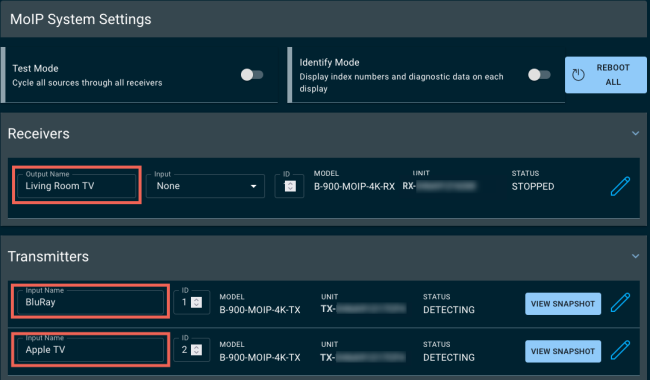 MoIP System Settings
Test Mode
Cycle all sources through all receivers
Identify Mode
Display index numbers and diagnostic data on each
display
REBOOT
ALL
Receivers
Output Name
Living Room TV
Input
None
ID
MODEL
B-900-MOIP-4K-RX
UNIT
RX-
STATUS
STOPPED
Transmitters
Input Name
BluRay
ID
1
MODEL
B-900-MOIP-4K-TX
UNIT
TX-
STATUS
DETECTING
VIEW SNAPSHOT
Input Name
Apple TV
ID
2
MODEL
B-900-MOIP-4K-TX
UNIT
TX-
STATUS
DETECTING
VIEW SNAPSHOT